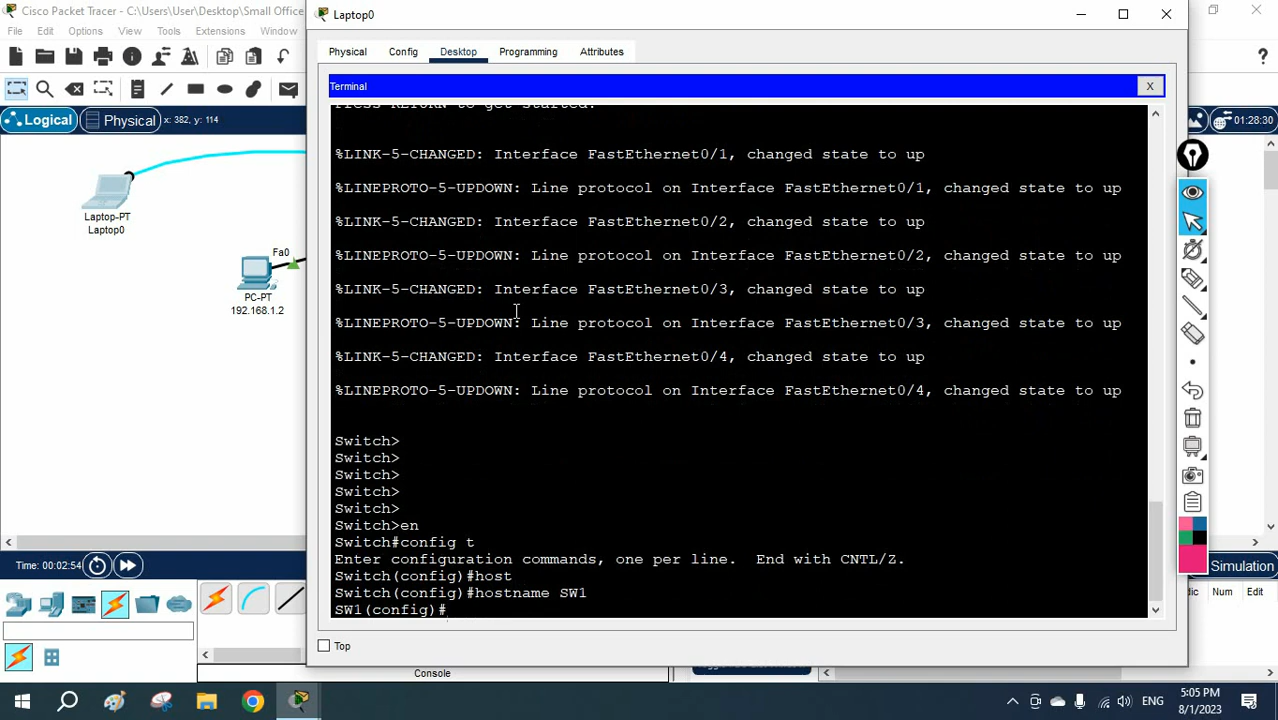 Cisco Packet Tracer - C:\Users\User\Desktop\Small Office
Laptop0
File Edit Options View Tools Extensions Window
Physical Config Desktop Programming Attributes
Terminal
X
Logical
Physical
x: 382, y: 114
01:28:30
Press RETURN to get started.
%LINK-5-CHANGED: Interface FastEthernet0/1, changed state to up
%LINEPROTO-5-UPDOWN: Line protocol on Interface FastEthernet0/1, changed state to up
%LINK-5-CHANGED: Interface FastEthernet0/2, changed state to up
%LINEPROTO-5-UPDOWN: Line protocol on Interface FastEthernet0/2, changed state to up
%LINK-5-CHANGED: Interface FastEthernet0/3, changed state to up
%LINEPROTO-5-UPDOWN: Line protocol on Interface FastEthernet0/3, changed state to up
%LINK-5-CHANGED: Interface FastEthernet0/4, changed state to up
%LINEPROTO-5-UPDOWN: Line protocol on Interface FastEthernet0/4, changed state to up
Switch>
Switch>
Switch>
Switch>
Switch>
Switch>en
Switch#config t
Enter configuration commands, one per line. End with CNTL/Z.
Switch(config)#host
Switch(config)#hostname SW1
SW1(config)#
Laptop-PT
Laptop0
Fa0
PC-PT
192.168.1.2
Time: 00:02:54
Simulation
Num Edit
Top
Console
ENG
5:05 PM
8/1/2023